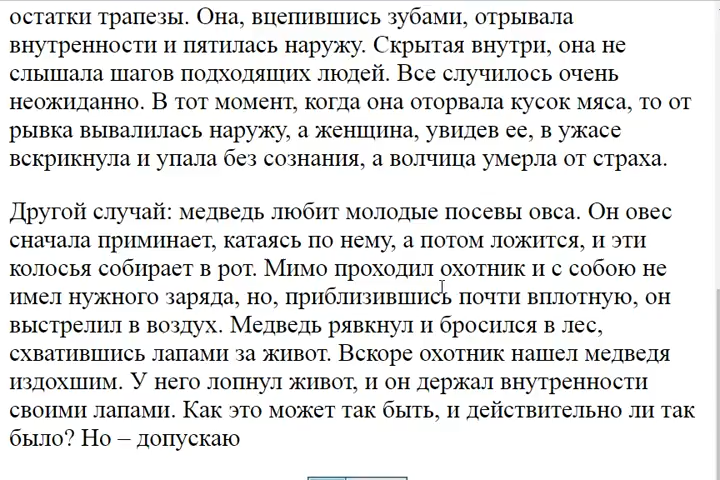 остатки трапезы. Она, вцепившись зубами, отрывала
внутренности и пятилась наружу. Скрытая внутри, она не
слышала шагов подходящих людей. Все случилось очень
неожиданно. В тот момент, когда она оторвала кусок мяса, то от
рывка вывалилась наружу, а женщина, увидев ее, в ужасе
вскрикнула и упала без сознания, а волчица умерла от страха.
Другой случай: медведь любит молодые посевы овса. Он овес
сначала приминает, катаясь по нему, а потом ложится, и эти
колосья собирает в рот. Мимо проходил охотник и с собою не
имел нужного заряда, но, приблизившись почти вплотную, он
выстрелил в воздух. Медведь рявкнул и бросился в лес,
схватившись лапами за живот. Вскоре охотник нашел медведя
издохшим. У него лопнул живот, и он держал внутренности
своими лапами. Как это может так быть, и действительно ли так
было? Но – допускаю